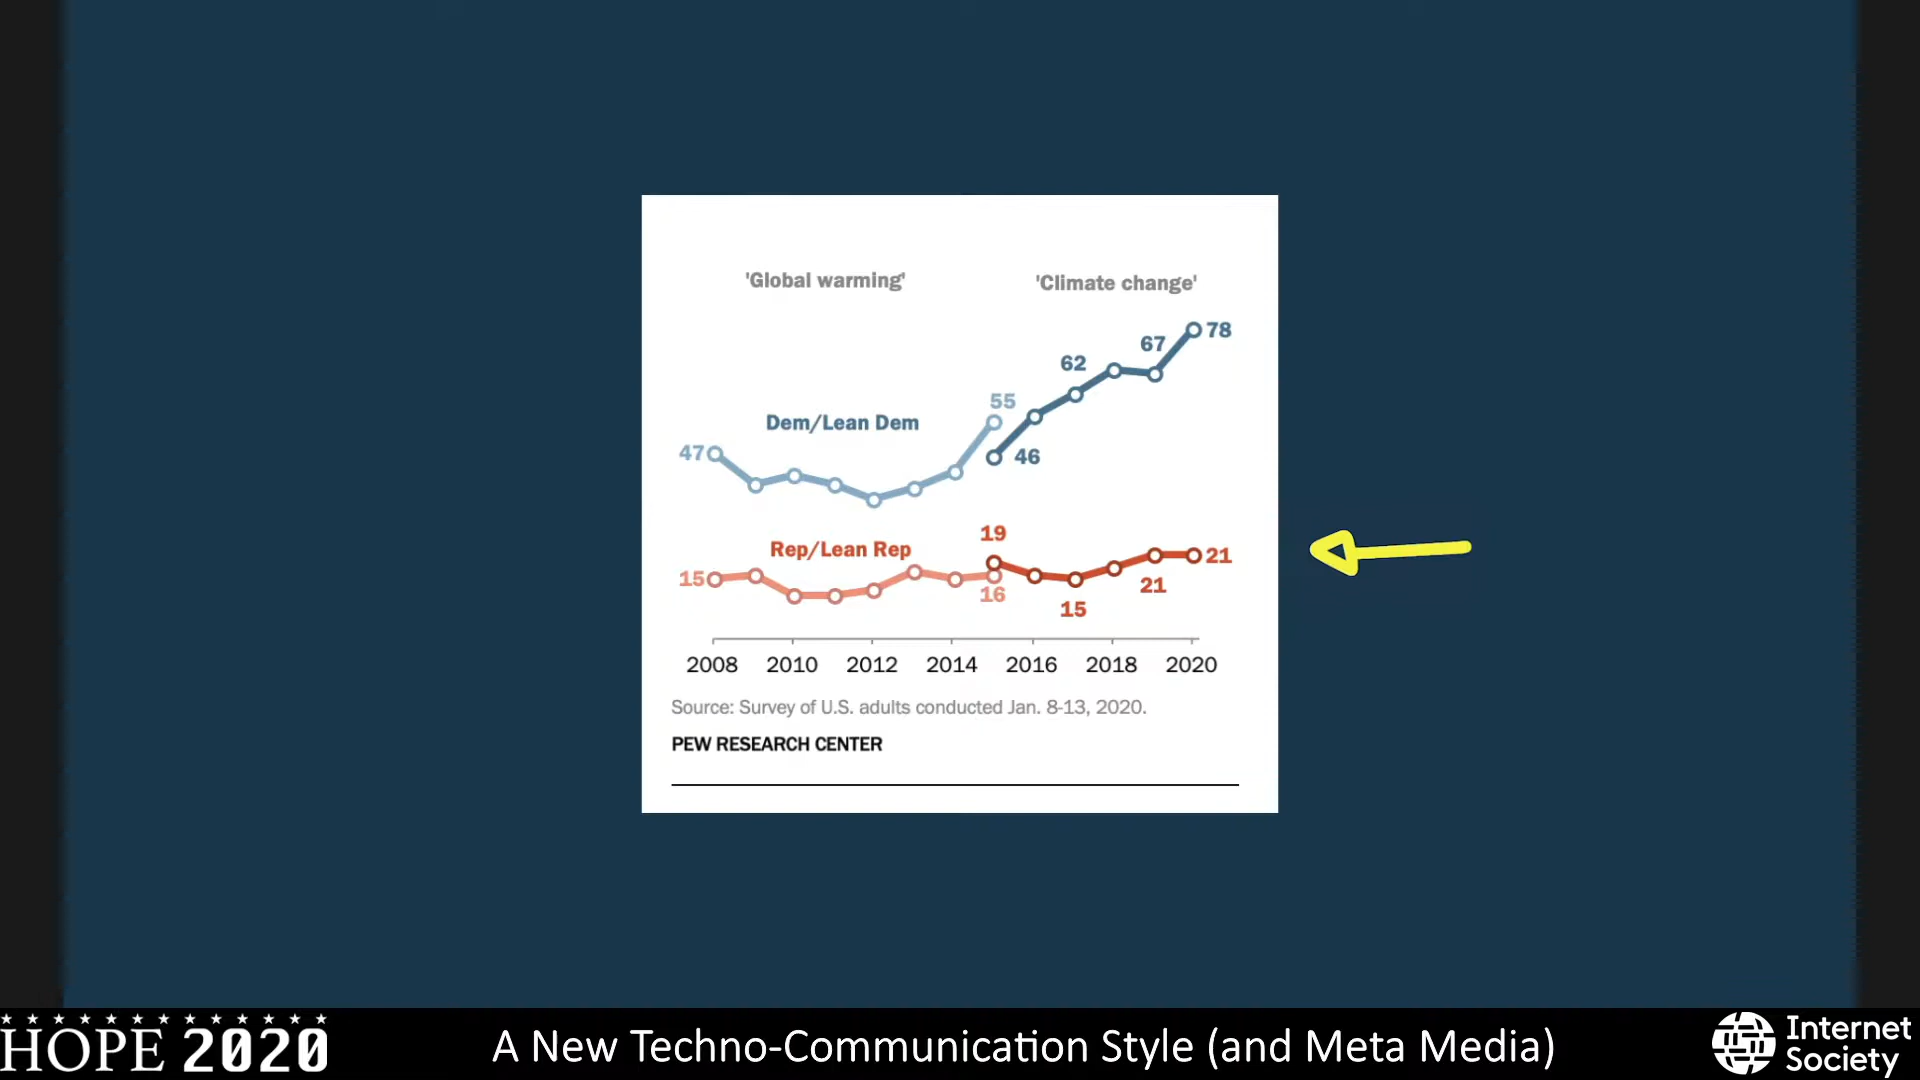 'Global warming'
'Climate change'
78
67
62
55
Dem/Lean Dem
47
46
19
Rep/Lean Rep
21
15
16
21
15
2008 2010 2012 2014 2016 2018 2020
Source: Survey of U.S. adults conducted Jan. 8-13, 2020.
PEW RESEARCH CENTER
HOPE 2020
A New Techno-Communication Style (and Meta Media)
Internet
Society